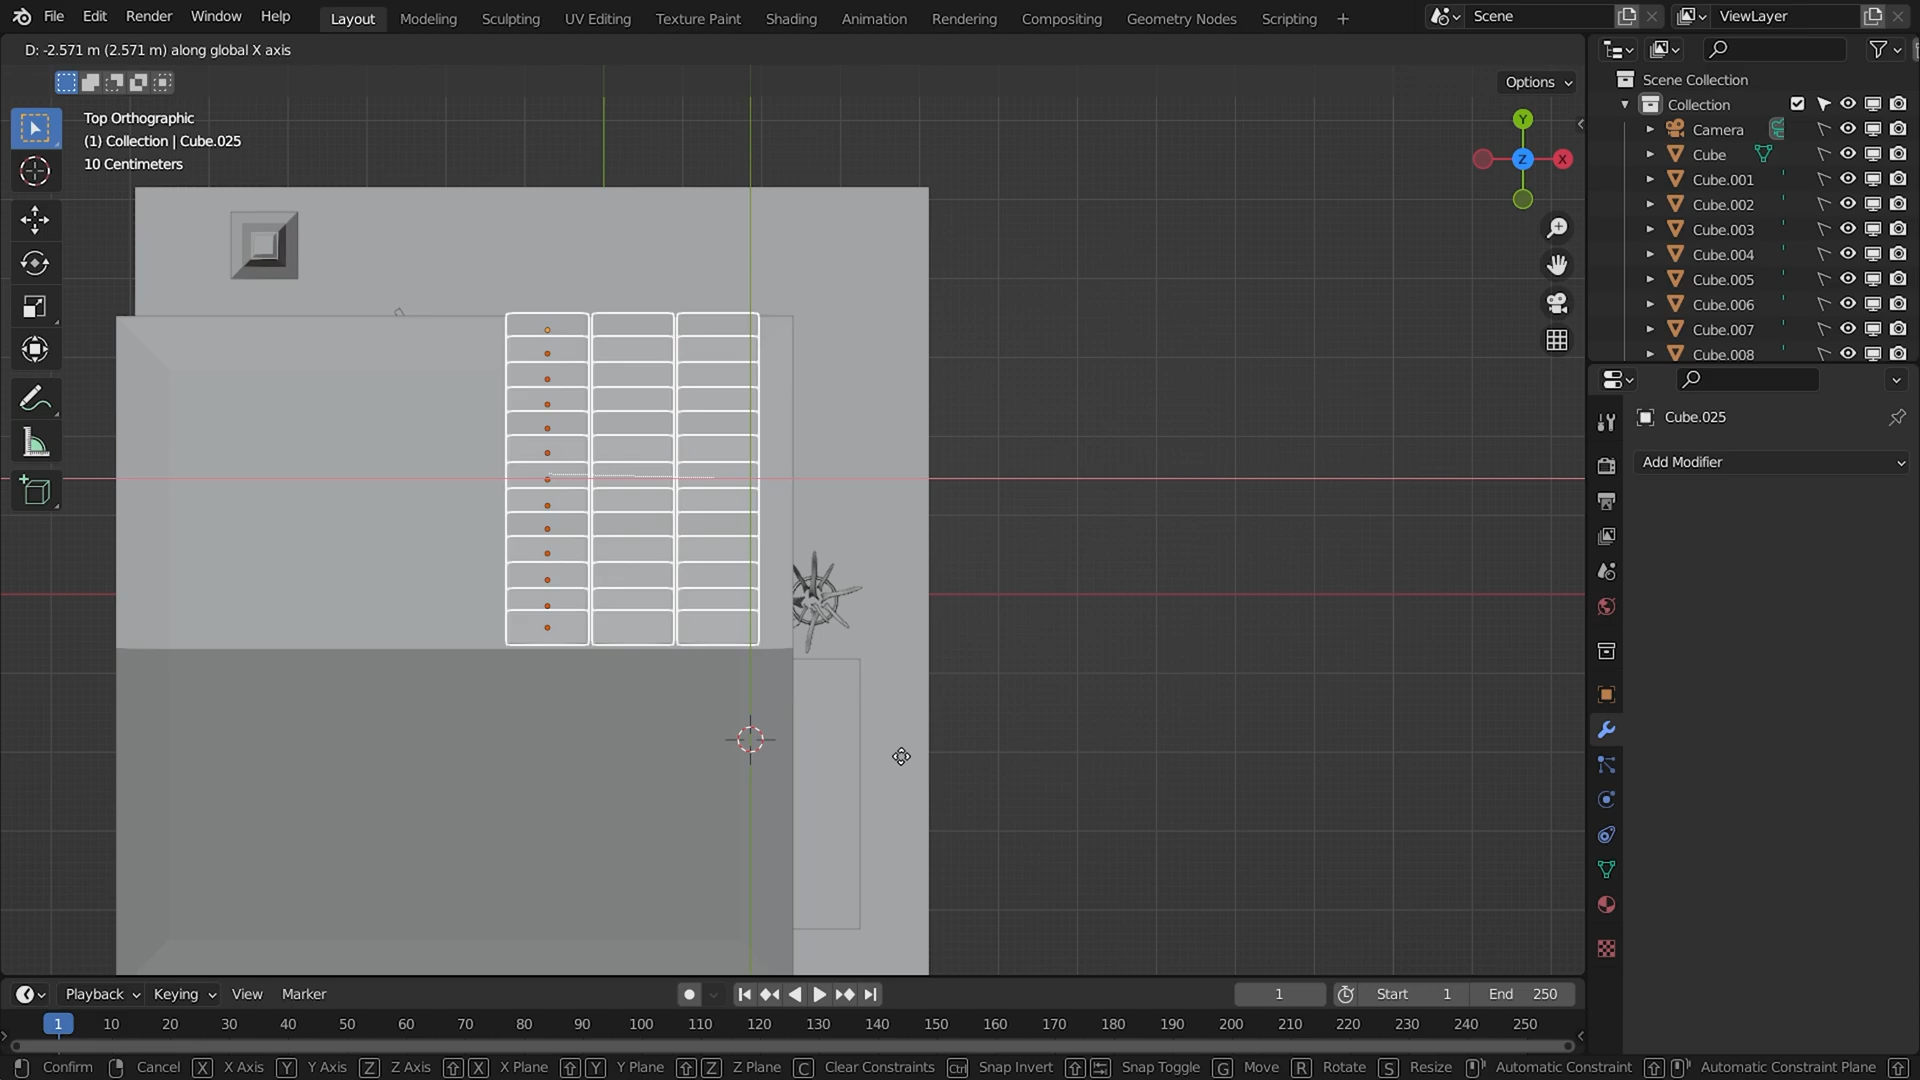 File Edit Render Window Help Layout Modeling Sculpting UV Editing Texture Paint Shading Animation Rendering Compositing Geometry Nodes Scripting + Scene ViewLayer
D: -2.571 m (2.571 m) along global X axis
Options
Top Orthographic
(1) Collection | Cube.025
10 Centimeters
Y
Z
X
Scene Collection
Collection
Camera
Cube
Cube.001
Cube.002
Cube.003
Cube.004
Cube.005
Cube.006
Cube.007
Cube.008
Cube.025
Add Modifier
Playback Keying View Marker 1 Start 1 End 250
1 10 20 30 40 50 60 70 80 90 100 110 120 130 140 150 160 170 180 190 200 210 220 230 240 250
Confirm Cancel X X Axis Y Y Axis Z Z Axis X X Plane Y Y Plane Z Z Plane C Clear Constraints Ctrl Snap Invert Snap Toggle G Move R Rotate S Resize Automatic Constraint Automatic Constraint Plane